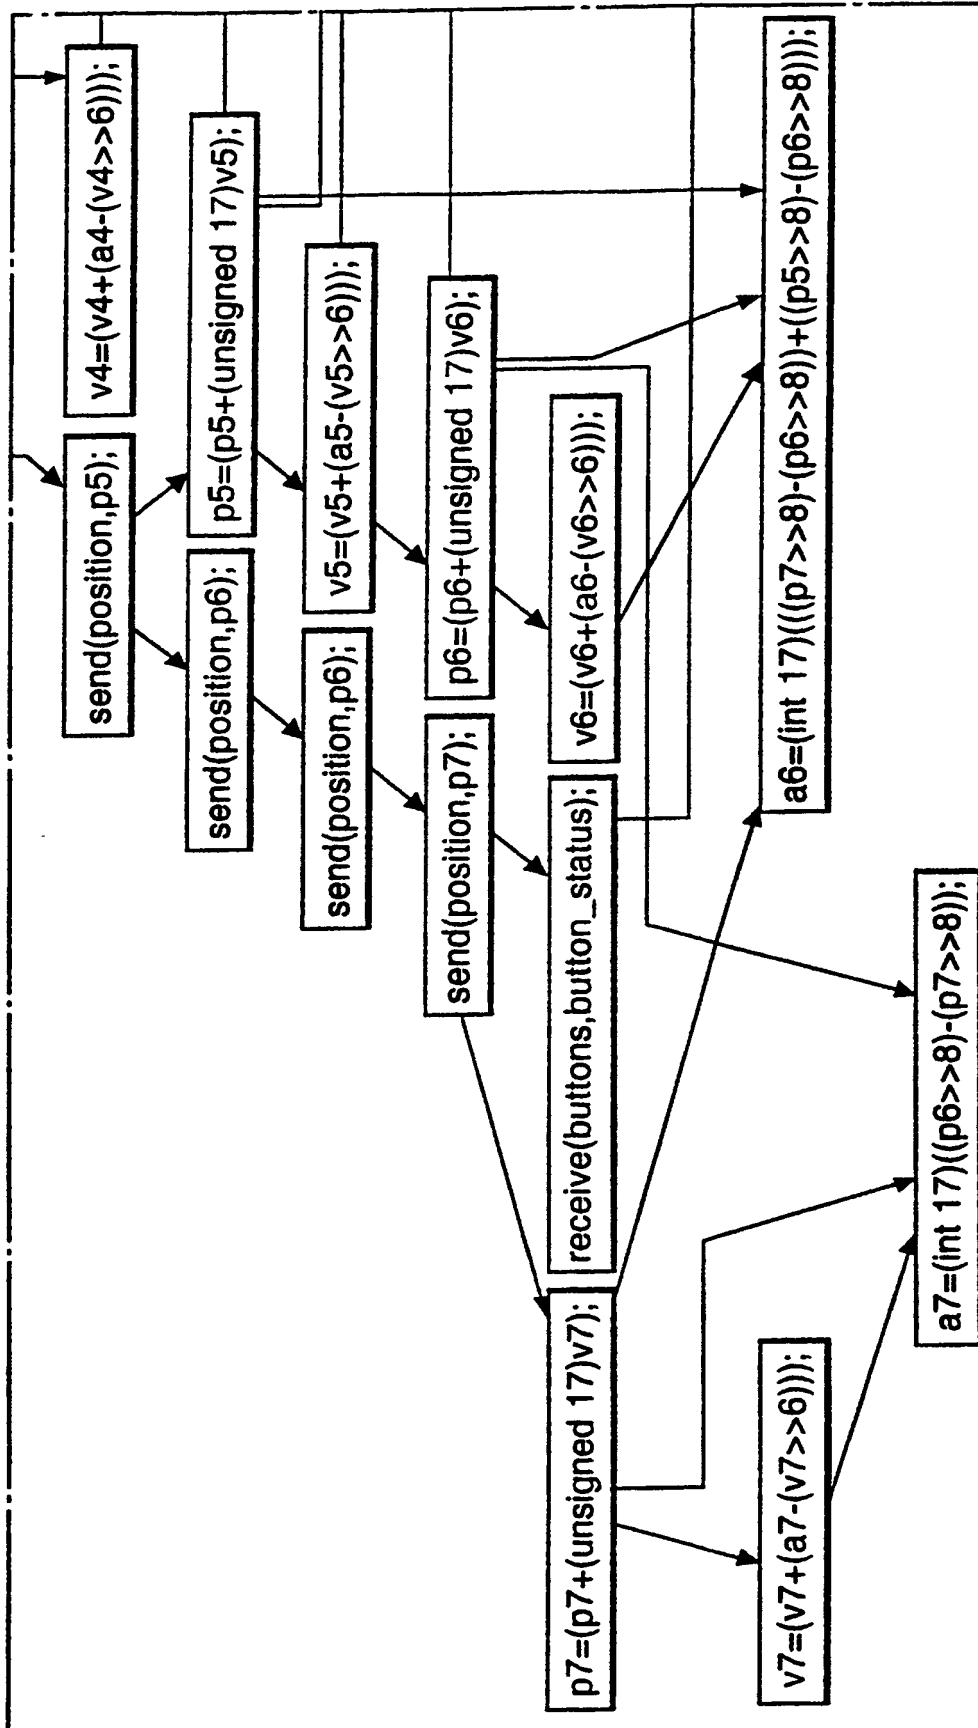 v4=(v4+(a4-(v4>>6)));
send(position,p5);
p5=(p5+(unsigned 17)v5);
send(position,p6);
v5=(v5+(a5-(v5>>6)));
send(position,p6);
p6=(p6+(unsigned 17)v6);
send(position,p7);
v6=(v6+(a6-(v6>>6)));
receive(buttons,button_status);
p7=(p7+(unsigned 17)v7);
a6=(int 17)(((p7>>8)-(p6>>8))+((p5>>8)-(p6>>8)));
v7=(v7+(a7-(v7>>6)));
a7=(int 17)((p6>>8)-(p7>>8));